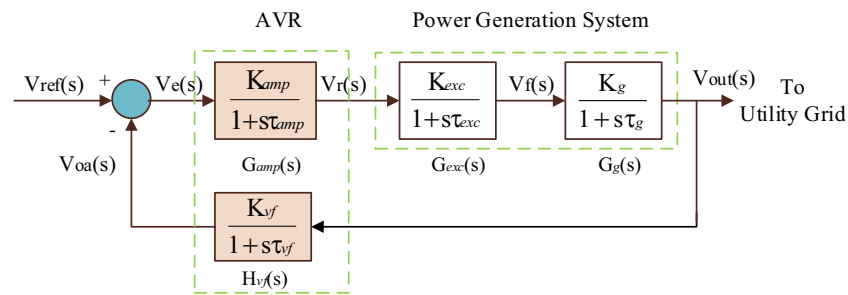 AVR
Power Generation System
Vref(s)
+
-
Ve(s)
Kamp
1+sτamp
Gamp(s)
Vr(s)
Kexc
1+sτexc
Gexc(s)
Vf(s)
Kg
1+sτg
Gg(s)
Vout(s)
To
Utility Grid
Voa(s)
Kvf
1+sτvf
Hvf(s)